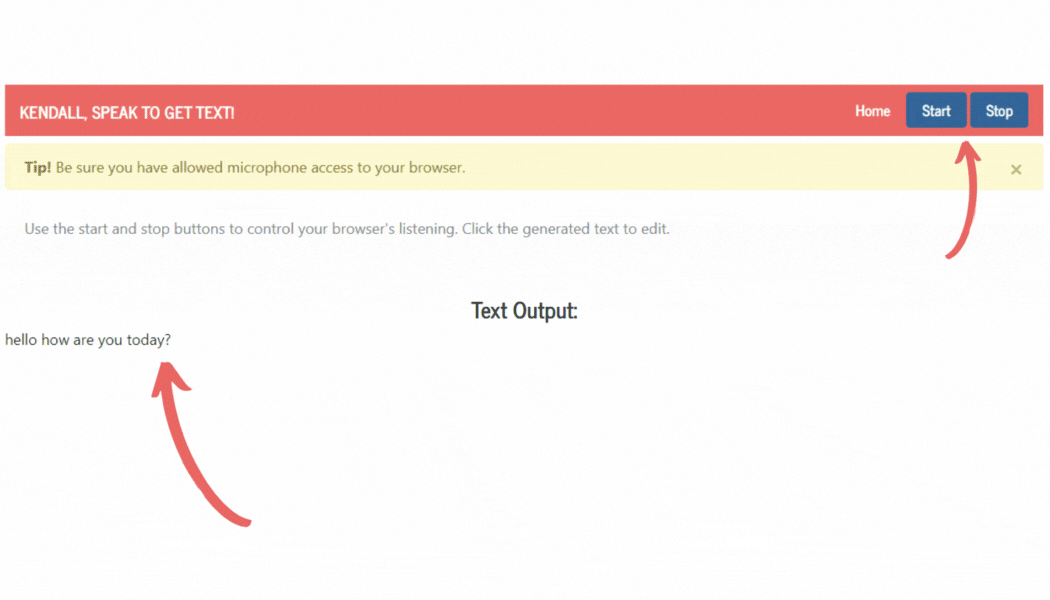 KENDALL, SPEAK TO GET TEXT!
Home Start Stop
Tip! Be sure you have allowed microphone access to your browser. ×
Use the start and stop buttons to control your browser's listening. Click the generated text to edit.
Text Output:
hello how are you today?